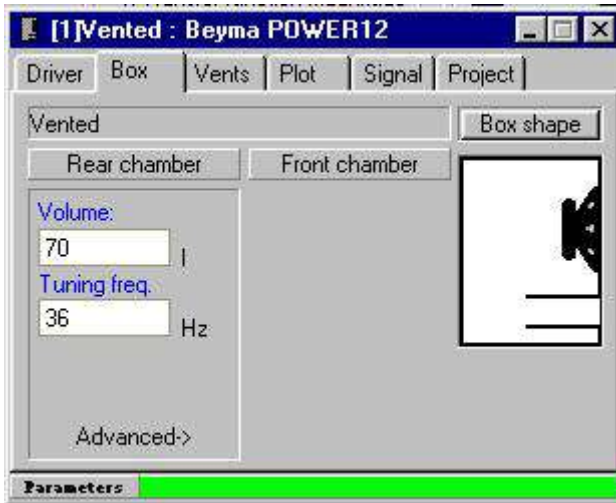 [1]Vented : Beyma POWER12
Driver Box Vents Plot Signal Project
Vented Box shape
Rear chamber Front chamber
Volume:
70 l
Tuning freq.
36 Hz
Advanced->
Parameters